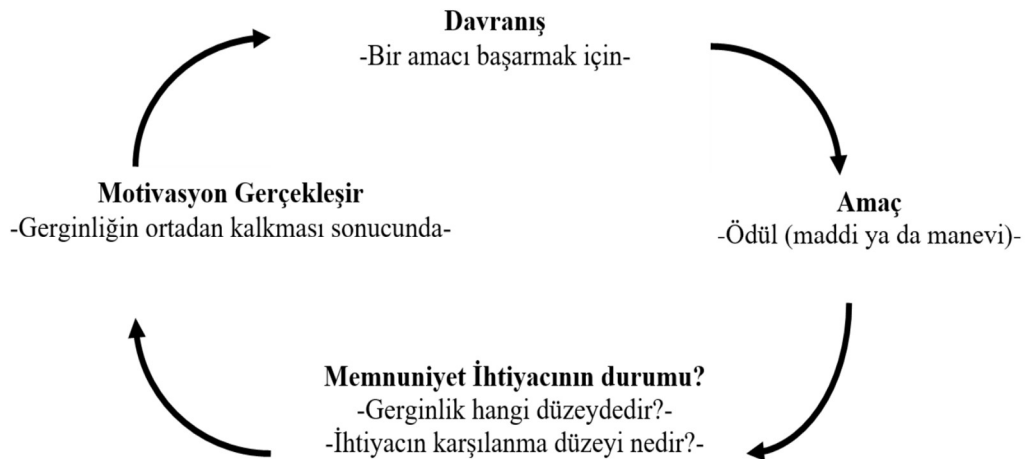 Davranış
-Bir amacı başarmak için-
Motivasyon Gerçekleşir
-Gerginliğin ortadan kalkması sonucunda-
Amaç
-Ödül (maddi ya da manevi)-
Memnuniyet İhtiyacının durumu?
-Gerginlik hangi düzeydedir?-
-İhtiyacın karşılanma düzeyi nedir?-